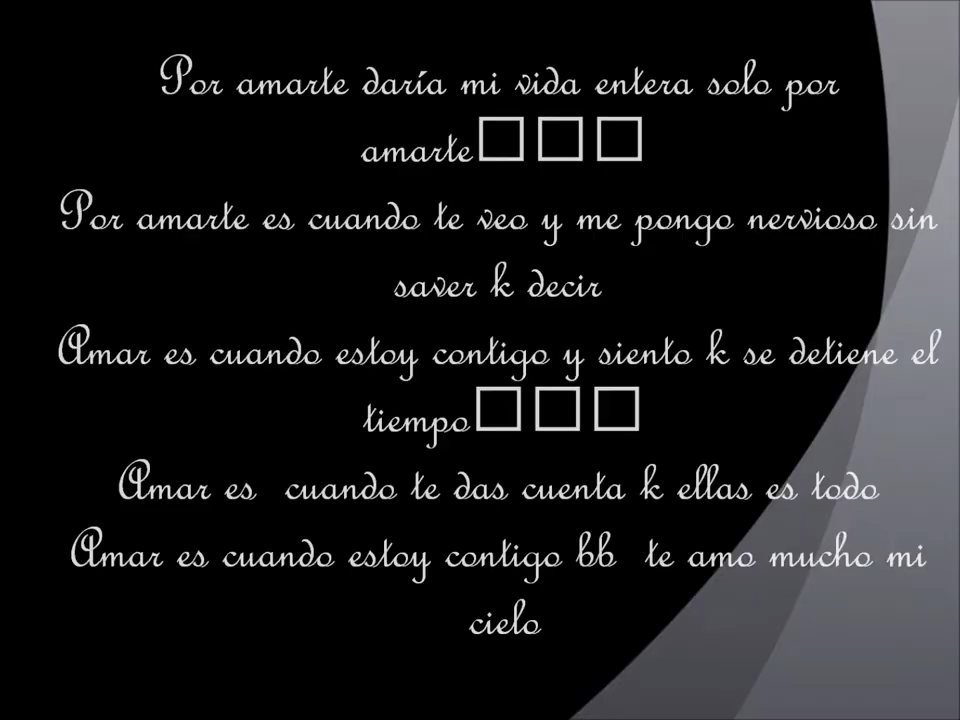 Por amarte daría mi vida entera solo por
amarte□□□
Por amarte es cuando te veo y me pongo nervioso sin
saver k decir
Amar es cuando estoy contigo y siento k se detiene el
tiempo□□□
Amar es  cuando te das cuenta k ellas es todo
Amar es cuando estoy contigo bb  te amo mucho mi
cielo